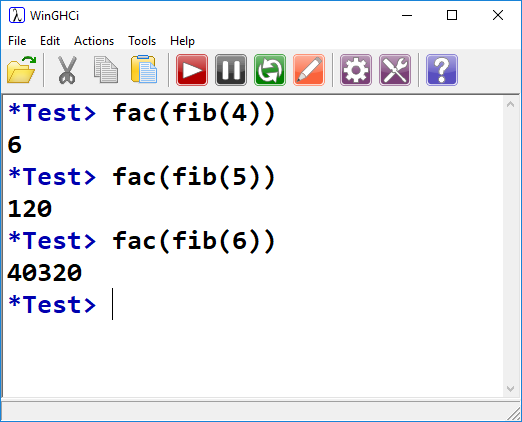 WinGHCi
File Edit Actions Tools Help
*Test> fac(fib(4))
6
*Test> fac(fib(5))
120
*Test> fac(fib(6))
40320
*Test>